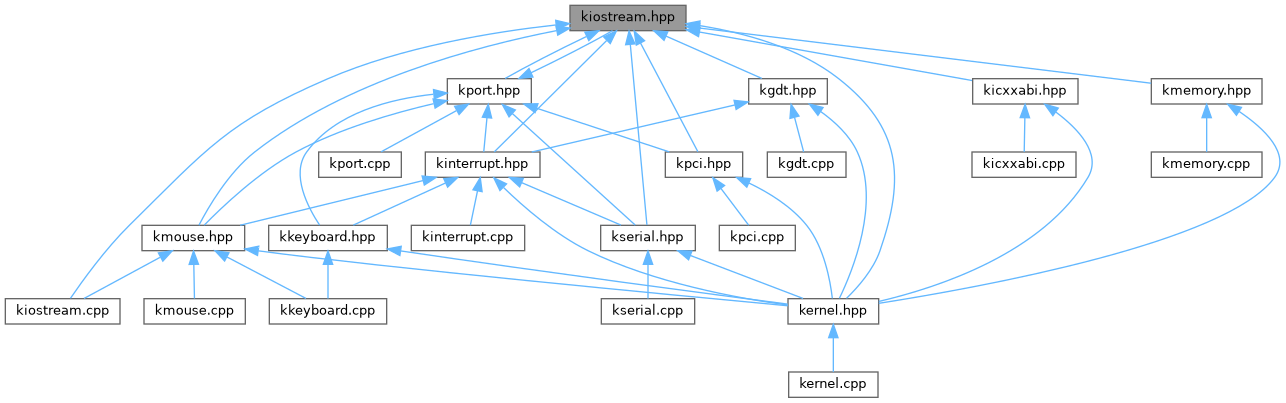 kiostream.hpp
kport.hpp
kgdt.hpp
kicxxabi.hpp
kmemory.hpp
kport.cpp
kinterrupt.hpp
kpci.hpp
kgdt.cpp
kicxxabi.cpp
kmemory.cpp
kmouse.hpp
kkeyboard.hpp
kinterrupt.cpp
kserial.hpp
kpci.cpp
kiostream.cpp
kmouse.cpp
kkeyboard.cpp
kserial.cpp
kernel.hpp
kernel.cpp